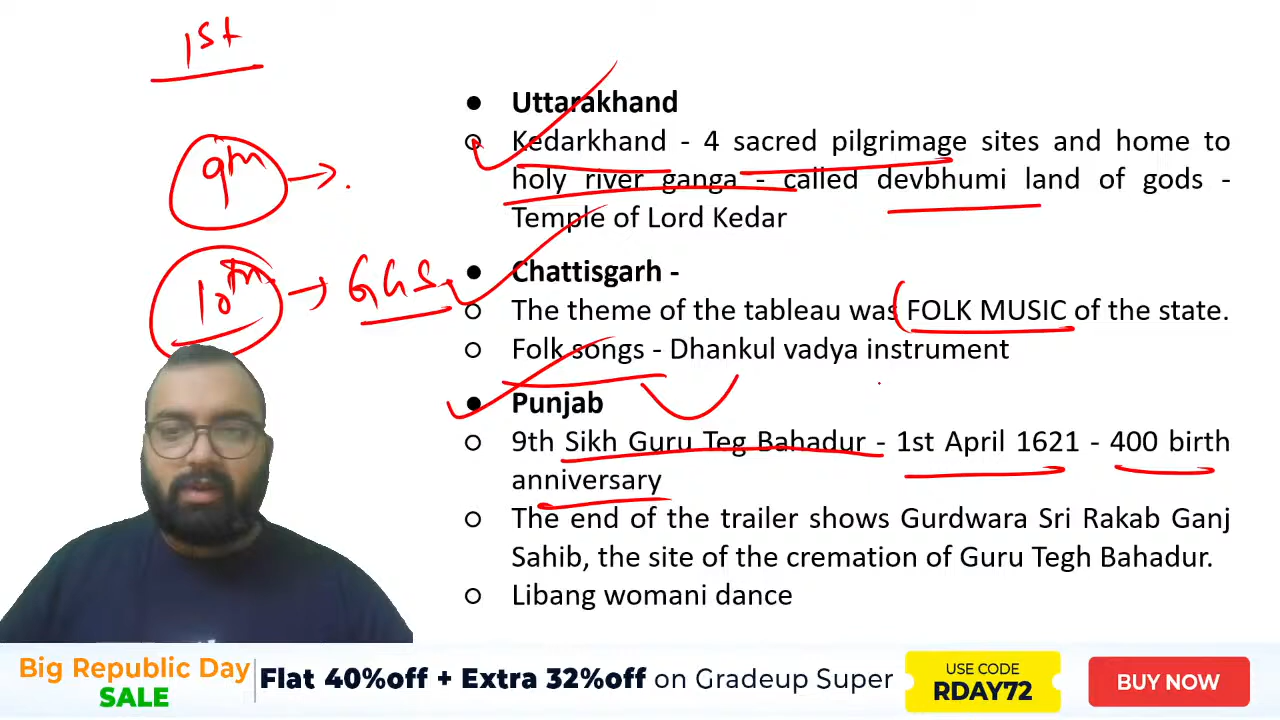 1st
9th
10th → GGS
● Uttarakhand
○ Kedarkhand - 4 sacred pilgrimage sites and home to
holy river ganga - called devbhumi land of gods -
Temple of Lord Kedar
● Chattisgarh -
○ The theme of the tableau was FOLK MUSIC of the state.
○ Folk songs - Dhankul vadya instrument
● Punjab
○ 9th Sikh Guru Teg Bahadur - 1st April 1621 - 400 birth
anniversary
○ The end of the trailer shows Gurdwara Sri Rakab Ganj
Sahib, the site of the cremation of Guru Tegh Bahadur.
○ Libang womani dance
Big Republic Day
SALE
Flat 40%off + Extra 32%off on Gradeup Super
USE CODE
RDAY72
BUY NOW